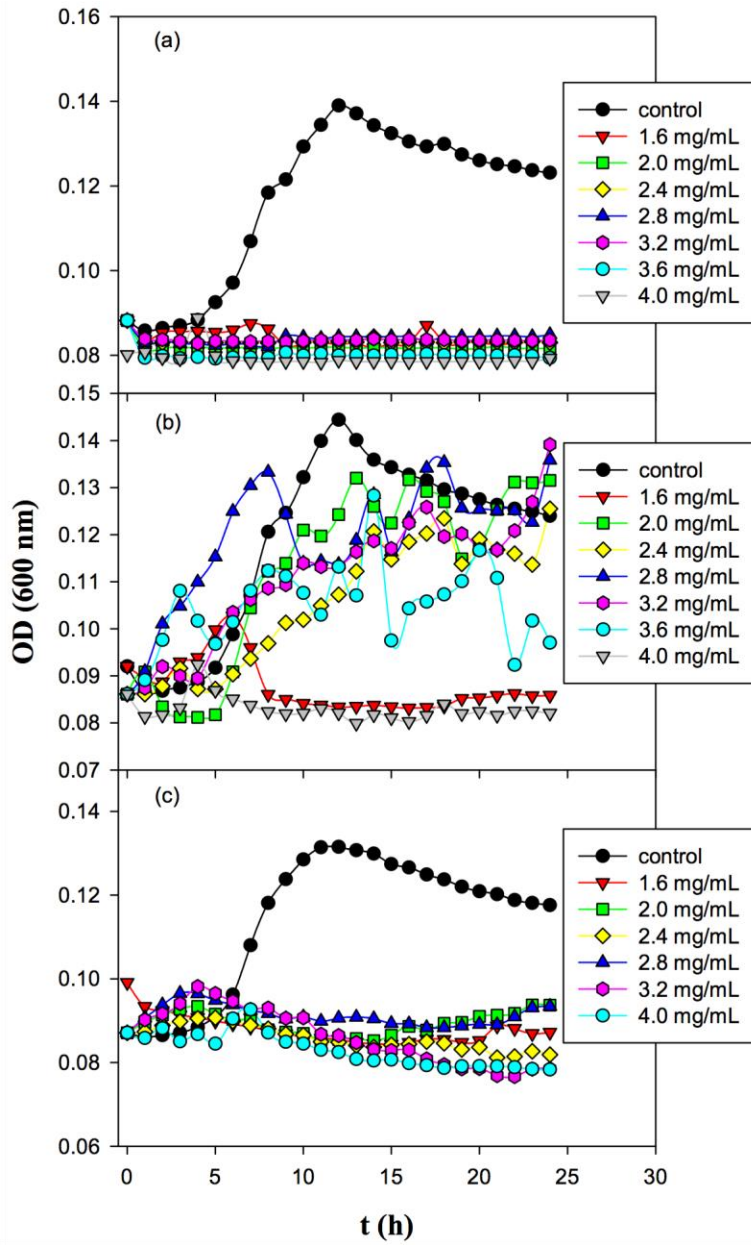 0.16
(a)
0.14
0.12
0.10
0.08
control
1.6 mg/mL
2.0 mg/mL
2.4 mg/mL
2.8 mg/mL
3.2 mg/mL
3.6 mg/mL
4.0 mg/mL
0.15
(b)
0.14
0.13
0.12
0.11
0.10
0.09
0.08
0.07
control
1.6 mg/mL
2.0 mg/mL
2.4 mg/mL
2.8 mg/mL
3.2 mg/mL
3.6 mg/mL
4.0 mg/mL
OD (600 nm)
(c)
0.14
0.12
0.10
0.08
0.06
control
1.6 mg/mL
2.0 mg/mL
2.4 mg/mL
2.8 mg/mL
3.2 mg/mL
4.0 mg/mL
0 5 10 15 20 25 30
t (h)